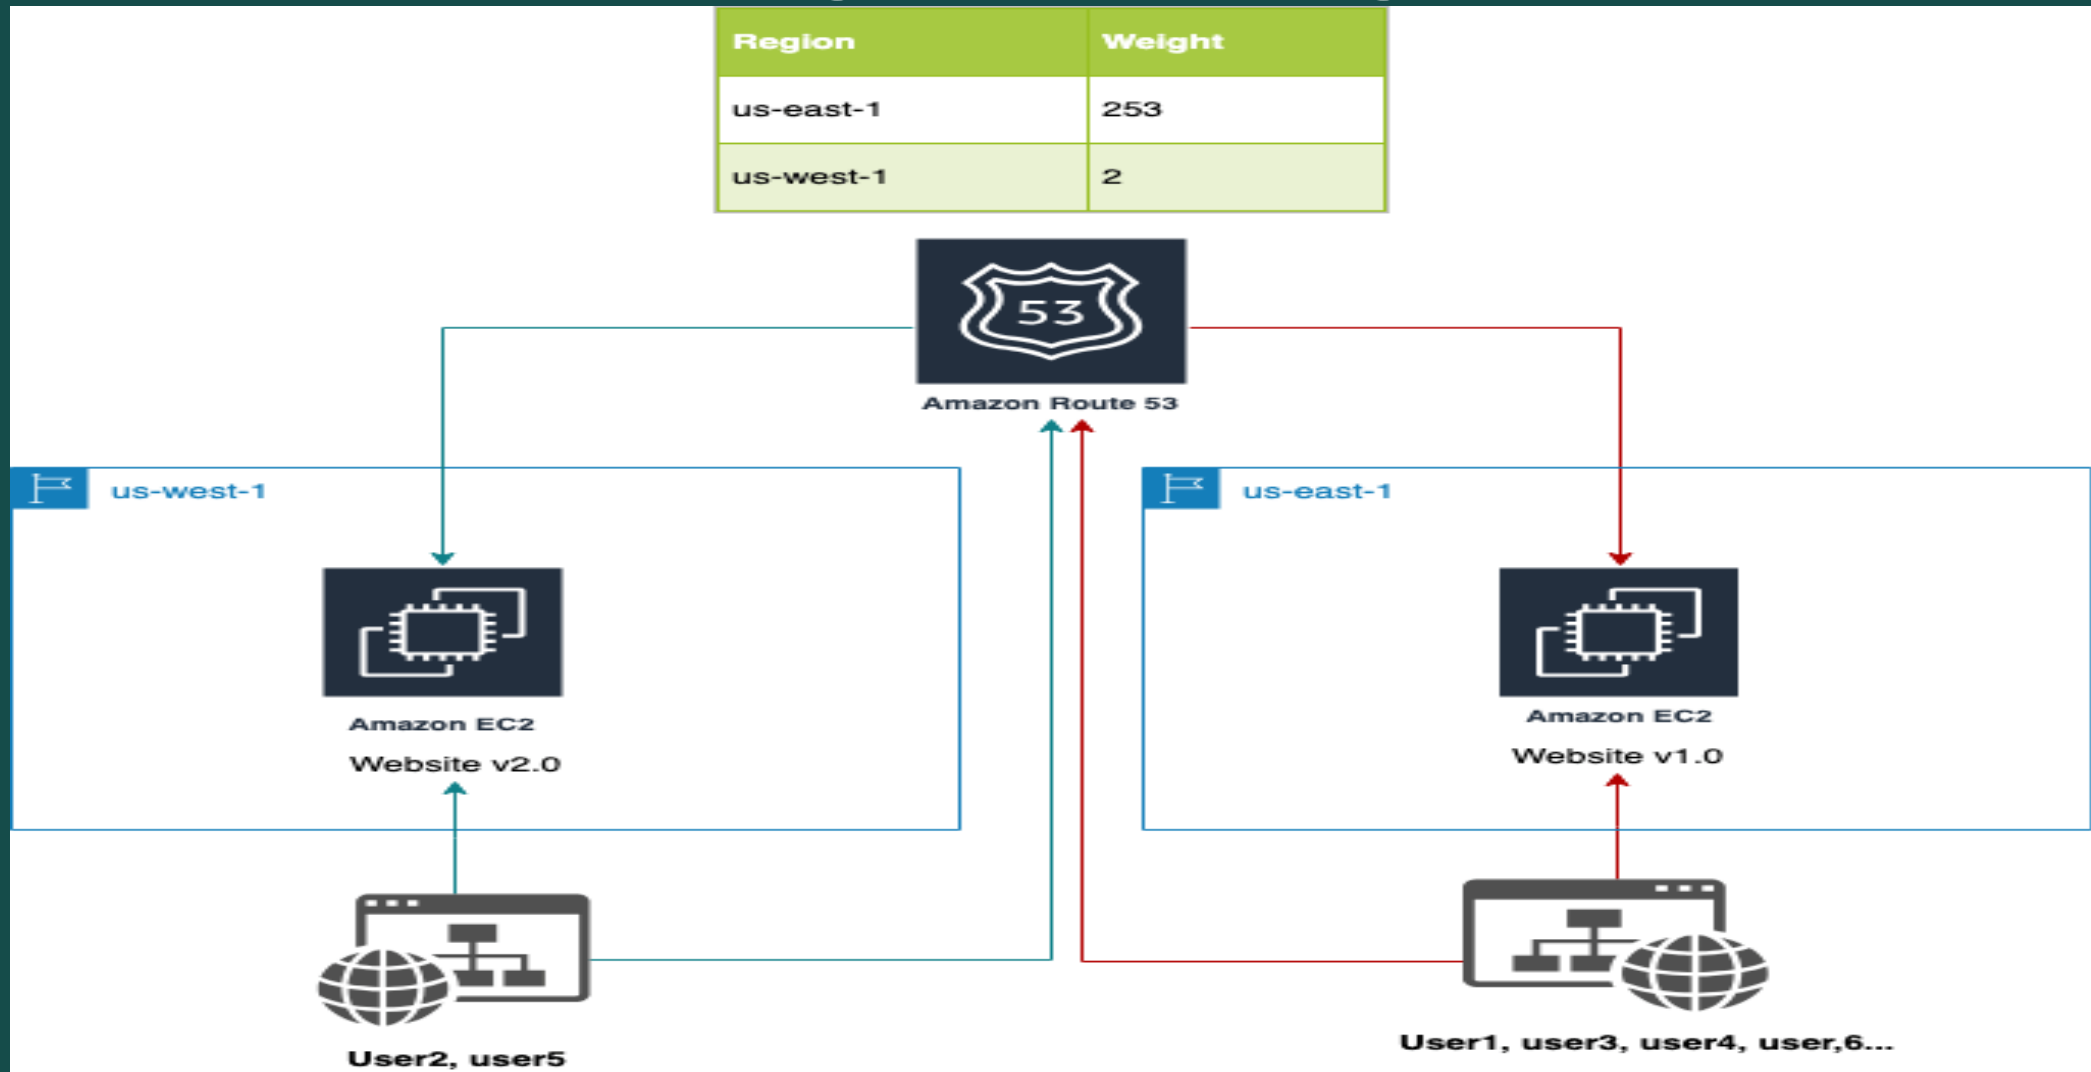 Region Weight
us-east-1 253
us-west-1 2
53
Amazon Route 53
us-west-1
us-east-1
Amazon EC2
Website v2.0
Amazon EC2
Website v1.0
User2, user5
User1, user3, user4, user,6...